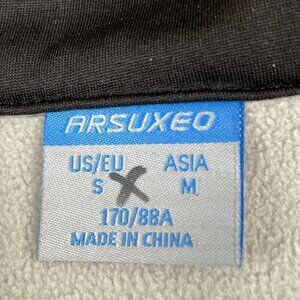 ARSUXEO
US/EU ASIA
S X M
170/88A
MADE IN CHINA